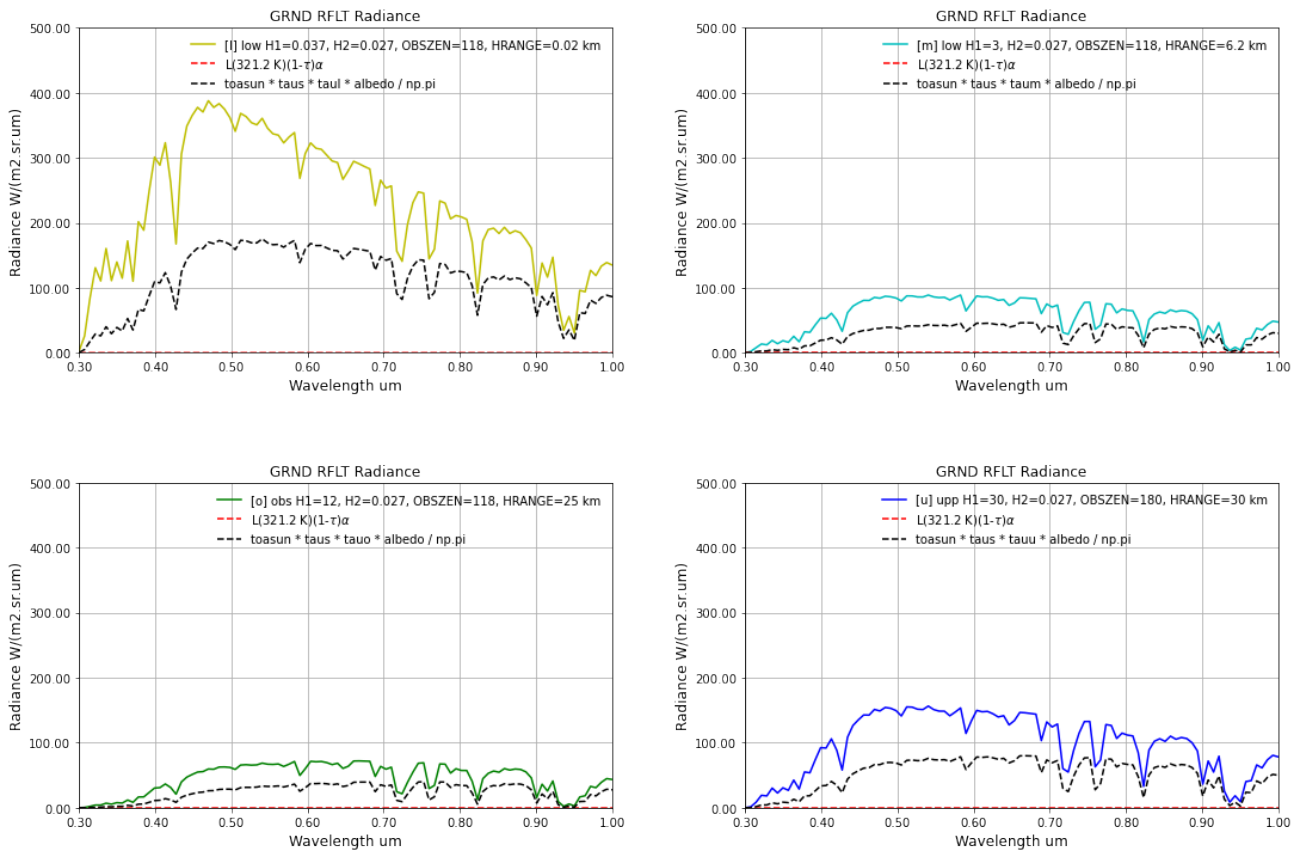 GRND RFLT Radiance
500.00
400.00
300.00
200.00
100.00
0.00
Radiance W/(m2.sr.um)
[l] low H1=0.037, H2=0.027, OBSZEN=118, HRANGE=0.02 km
L(321.2 K)(1-τ)α
toasun * taus * taul * albedo / np.pi
0.30 0.40 0.50 0.60 0.70 0.80 0.90 1.00
Wavelength um
GRND RFLT Radiance
500.00
400.00
300.00
200.00
100.00
0.00
Radiance W/(m2.sr.um)
[m] low H1=3, H2=0.027, OBSZEN=118, HRANGE=6.2 km
L(321.2 K)(1-τ)α
toasun * taus * taum * albedo / np.pi
0.30 0.40 0.50 0.60 0.70 0.80 0.90 1.00
Wavelength um
GRND RFLT Radiance
500.00
400.00
300.00
200.00
100.00
0.00
Radiance W/(m2.sr.um)
[o] obs H1=12, H2=0.027, OBSZEN=118, HRANGE=25 km
L(321.2 K)(1-τ)α
toasun * taus * tauo * albedo / np.pi
0.30 0.40 0.50 0.60 0.70 0.80 0.90 1.00
Wavelength um
GRND RFLT Radiance
500.00
400.00
300.00
200.00
100.00
0.00
Radiance W/(m2.sr.um)
[u] upp H1=30, H2=0.027, OBSZEN=180, HRANGE=30 km
L(321.2 K)(1-τ)α
toasun * taus * tauu * albedo / np.pi
0.30 0.40 0.50 0.60 0.70 0.80 0.90 1.00
Wavelength um